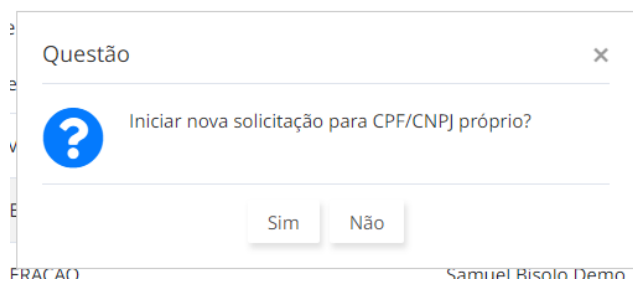 Questão
×
Iniciar nova solicitação para CPF/CNPJ próprio?
Sim Não
Samuel Bisolo Demo